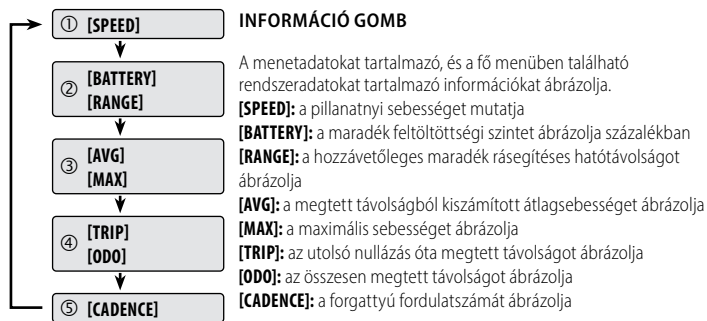 ① [SPEED]
② [BATTERY]
[RANGE]
③ [AVG]
[MAX]
④ [TRIP]
[ODO]
⑤ [CADENCE]
INFORMÁCIÓ GOMB
A menetadatokat tartalmazó, és a fő menüben található
rendszeradatokat tartalmazó információkat ábrázolja.
[SPEED]: a pillanatnyi sebességet mutatja
[BATTERY]: a maradék feltöltöttségi szintet ábrázolja százalékban
[RANGE]: a hozzávetőleges maradék rásegítéses hatótávolságot
ábrázolja
[AVG]: a megtett távolságból kiszámított átlagsebességet ábrázolja
[MAX]: a maximális sebességet ábrázolja
[TRIP]: az utolsó nullázás óta megtett távolságot ábrázolja
[ODO]: az összesen megtett távolságot ábrázolja
[CADENCE]: a forgattyú fordulatszámát ábrázolja